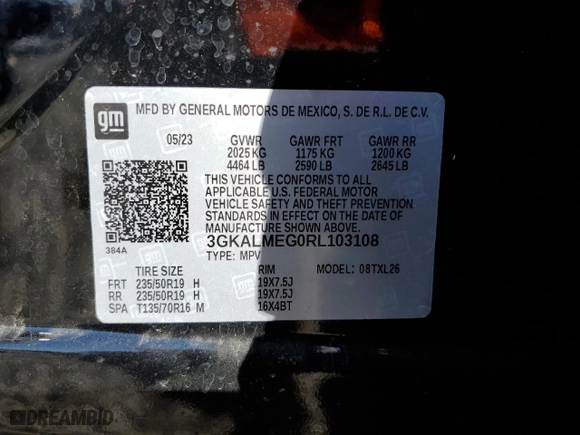 gm
MFD BY GENERAL MOTORS DE MEXICO, S. DE R.L. DE C.V.
05/23 GVWR GAWR FRT GAWR RR
2025 KG 1175 KG 1200 KG
4464 LB 2590 LB 2645 LB
THIS VEHICLE CONFORMS TO ALL
APPLICABLE U.S. FEDERAL MOTOR
VEHICLE SAFETY AND THEFT PREVENTION
STANDARDS IN EFFECT ON THE DATE OF
MANUFACTURE SHOWN ABOVE.
384A
3GKALMEG0RL103108
TYPE: MPV MODEL: 08TXL26
TIRE SIZE RIM
FRT 235/50R19 H 19X7.5J
RR 235/50R19 H 19X7.5J
SPA T135/70R16 M 16X4BT
DREAMBID